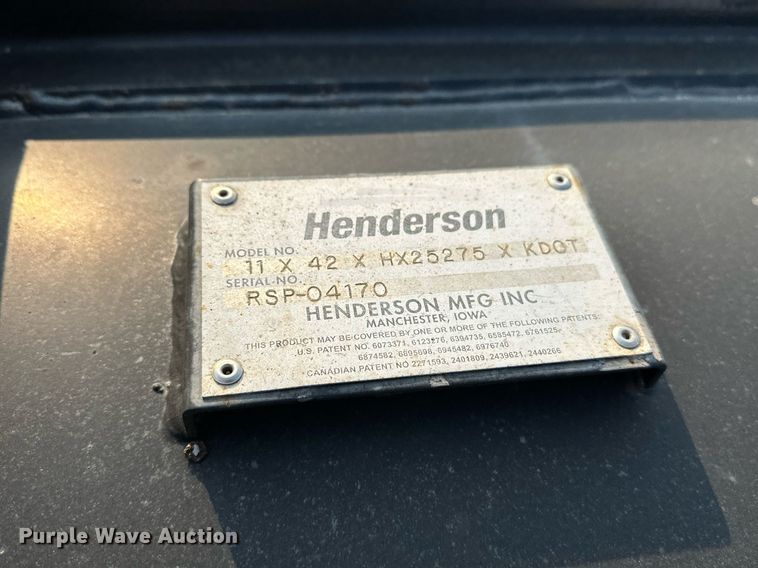 Henderson
MODEL NO. 11 X 42 X HX25275 X KDOT
SERIAL NO. RSP-04170
HENDERSON MFG INC
MANCHESTER, IOWA
THIS PRODUCT MAY BE COVERED BY ONE OR MORE OF THE FOLLOWING PATENTS:
U.S. PATENT NO. 6073371, 6123276, 6394735, 6585472, 6761525,
6874582, 6895698, 6945482, 6976740
CANADIAN PATENT NO 2271593, 2401809, 2439621, 2440266
Purple Wave Auction